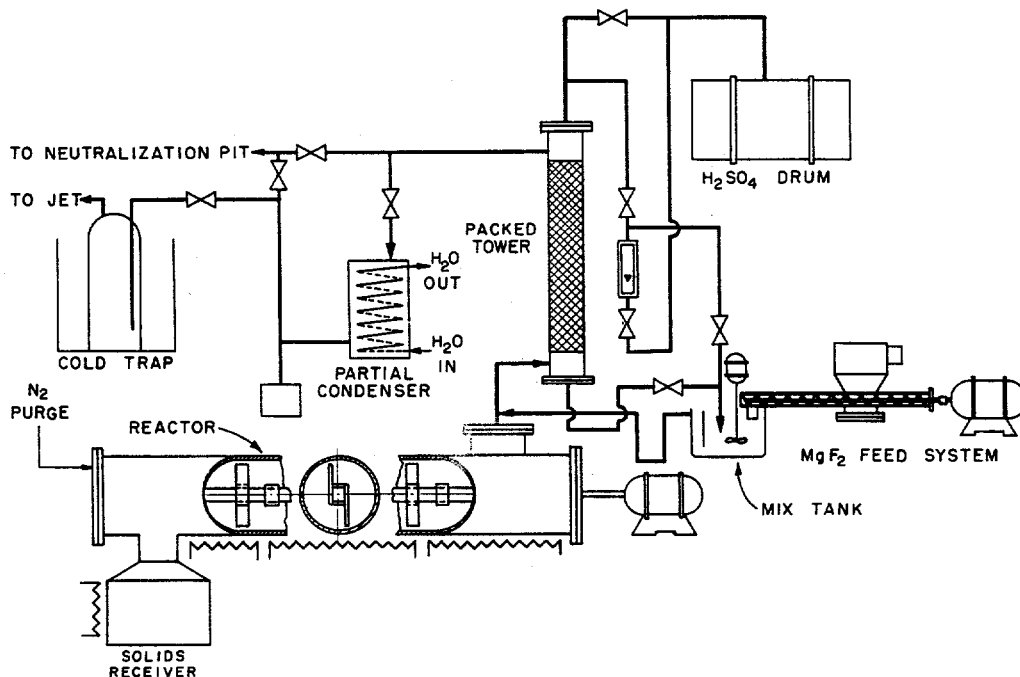 TO NEUTRALIZATION PIT
TO JET
COLD TRAP
N2
PURGE
REACTOR
H2O
OUT
H2O
IN
PARTIAL
CONDENSER
PACKED
TOWER
H2SO4 DRUM
MgF2 FEED SYSTEM
MIX TANK
SOLIDS
RECEIVER